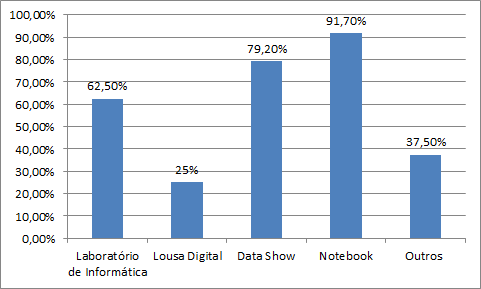 100,00%
90,00%
80,00%
70,00%
60,00%
50,00%
40,00%
30,00%
20,00%
10,00%
0,00%
62,50%
25%
79,20%
91,70%
37,50%
Laboratório
de Informática
Lousa Digital
Data Show
Notebook
Outros